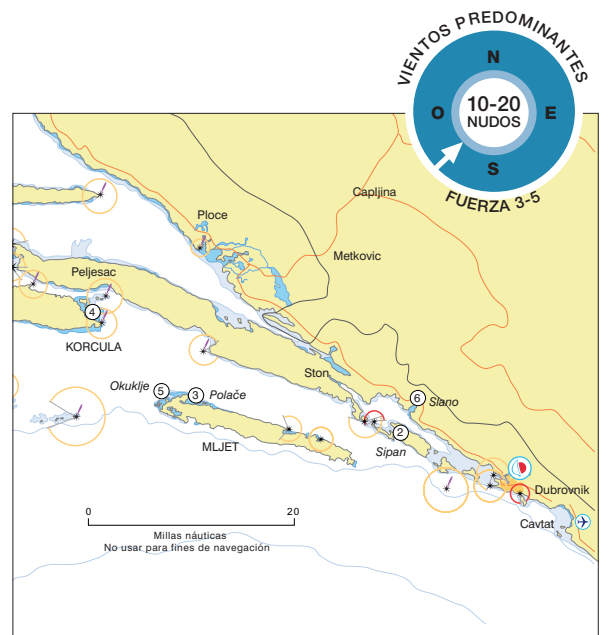 VIENTOS PREDOMINANTES
N
O
E
S
10-20
NUDOS
FUERZA 3-5
Capljina
Ploce
Metkovic
Peljesac
4
KORCULA
Ston
Okuklje
5
3
Polače
6
Slano
2
MLJET
Sipan
Dubrovnik
Cavtat
0
20
Millas náuticas
No usar para fines de navegación